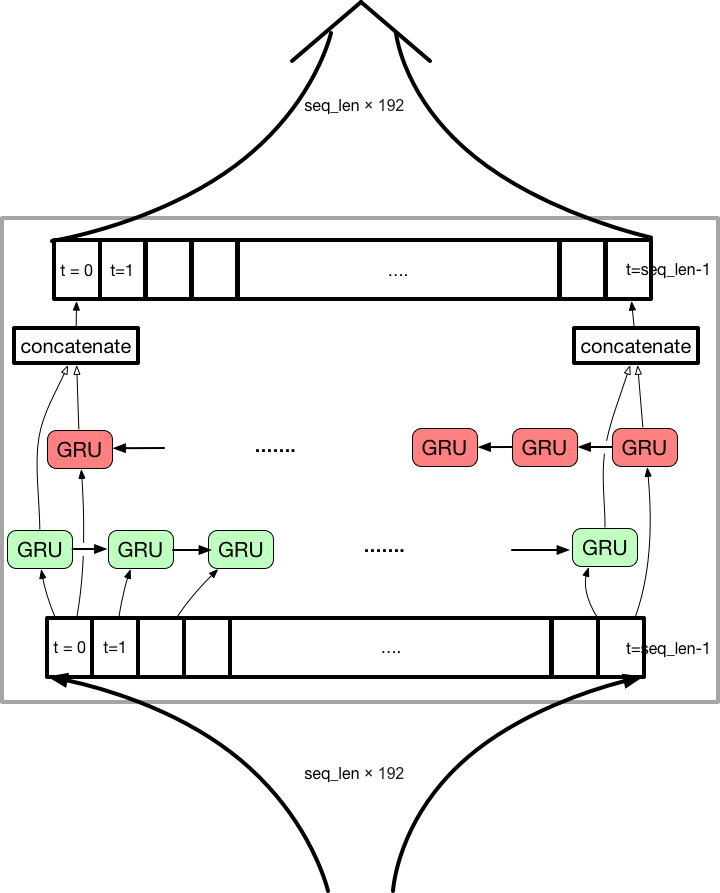 seq_len × 192
t = 0 t=1 .... t=seq_len-1
concatenate concatenate
GRU ....... GRU GRU GRU
GRU GRU GRU ....... GRU
t = 0 t=1 .... t=seq_len-1
seq_len × 192